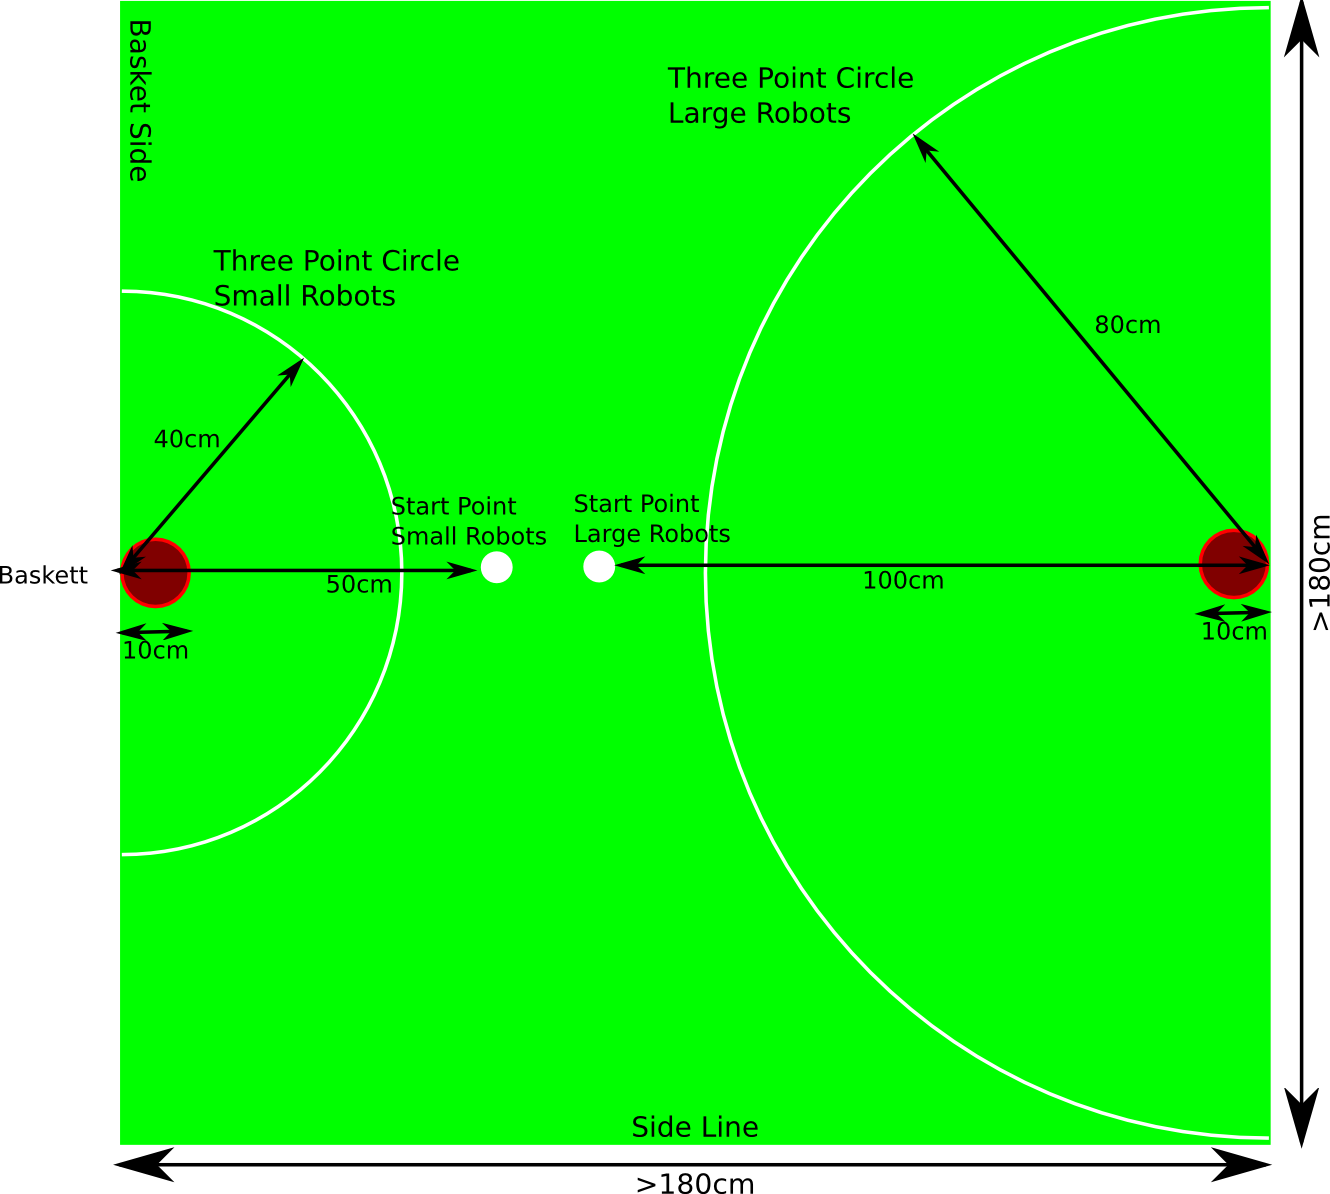 Basket Side
Three Point Circle
Large Robots
Three Point Circle
Small Robots
80cm
40cm
Start Point
Small Robots
Start Point
Large Robots
Baskett
50cm
100cm
>180cm
10cm
10cm
Side Line
>180cm